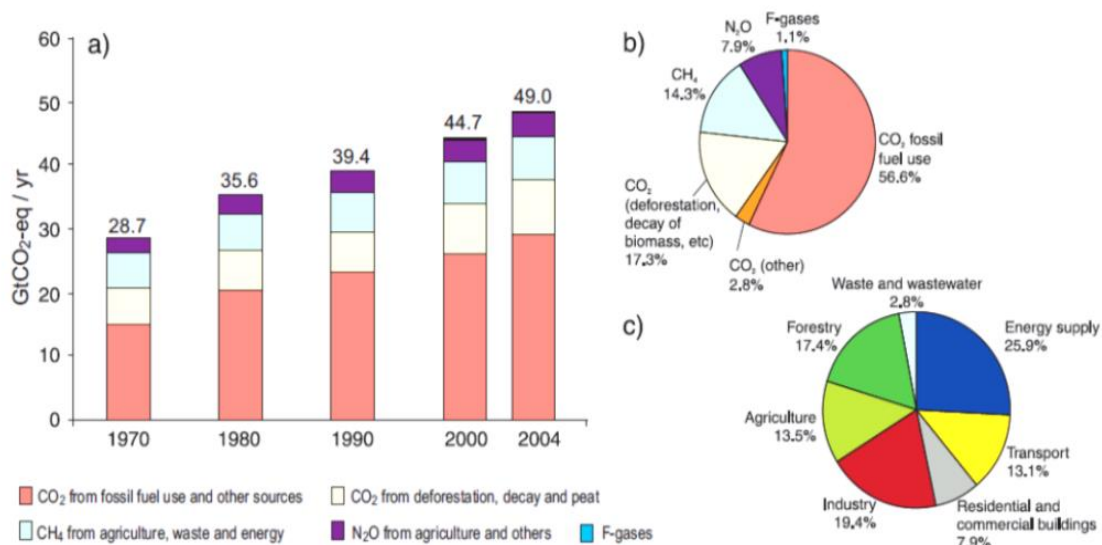 a)
60
50
40
30
20
10
0
GtCO₂-eq / yr
28.7
35.6
39.4
44.7
49.0
1970 1980 1990 2000 2004
CO₂ from fossil fuel use and other sources
CO₂ from deforestation, decay and peat
CH₄ from agriculture, waste and energy
N₂O from agriculture and others
F-gases
b)
F-gases
1.1%
N₂O
7.9%
CH₄
14.3%
CO₂ fossil
fuel use
56.6%
CO₂
(deforestation,
decay of
biomass, etc)
17.3%
CO₂ (other)
2.8%
c)
Waste and wastewater
2.8%
Forestry
17.4%
Energy supply
25.9%
Agriculture
13.5%
Transport
13.1%
Industry
19.4%
Residential and
commercial buildings
7.9%